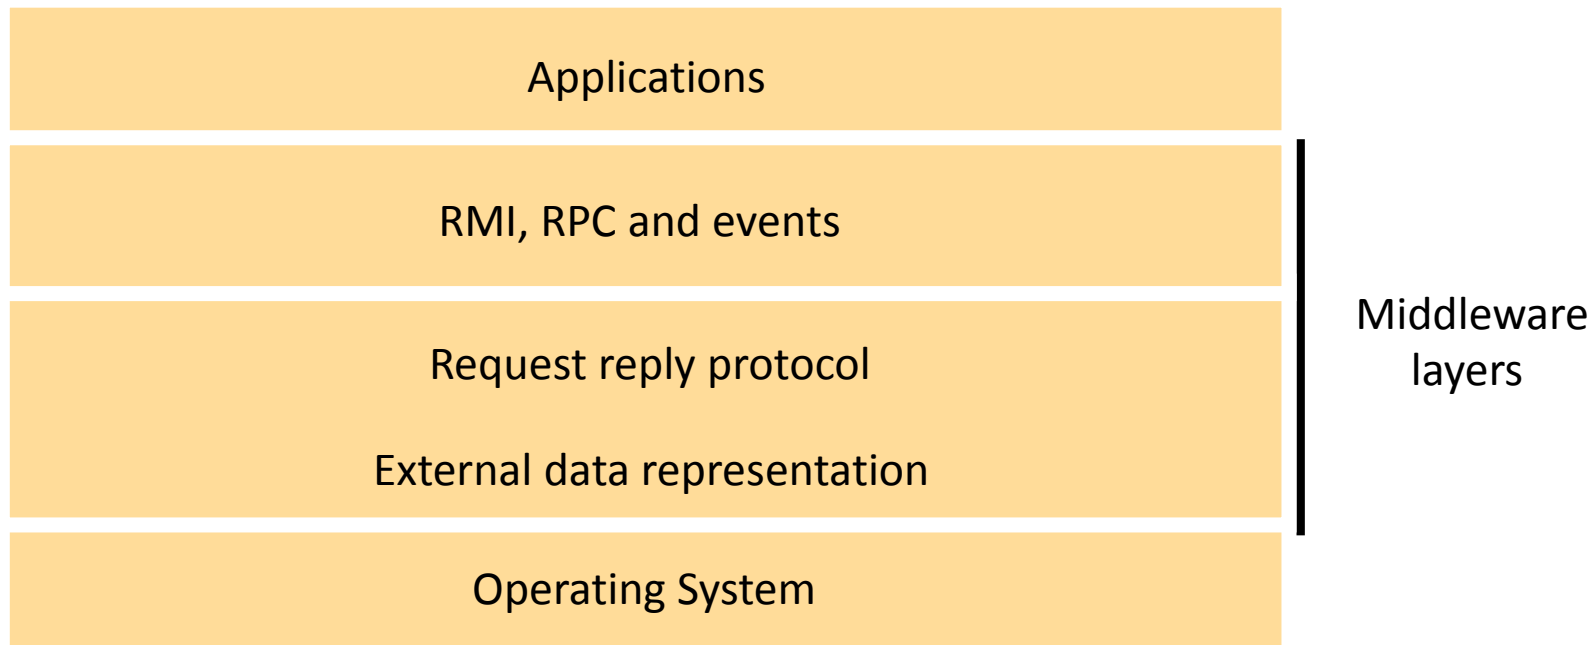 Applications
RMI, RPC and events
Request reply protocol
External data representation
Operating System
Middleware
layers